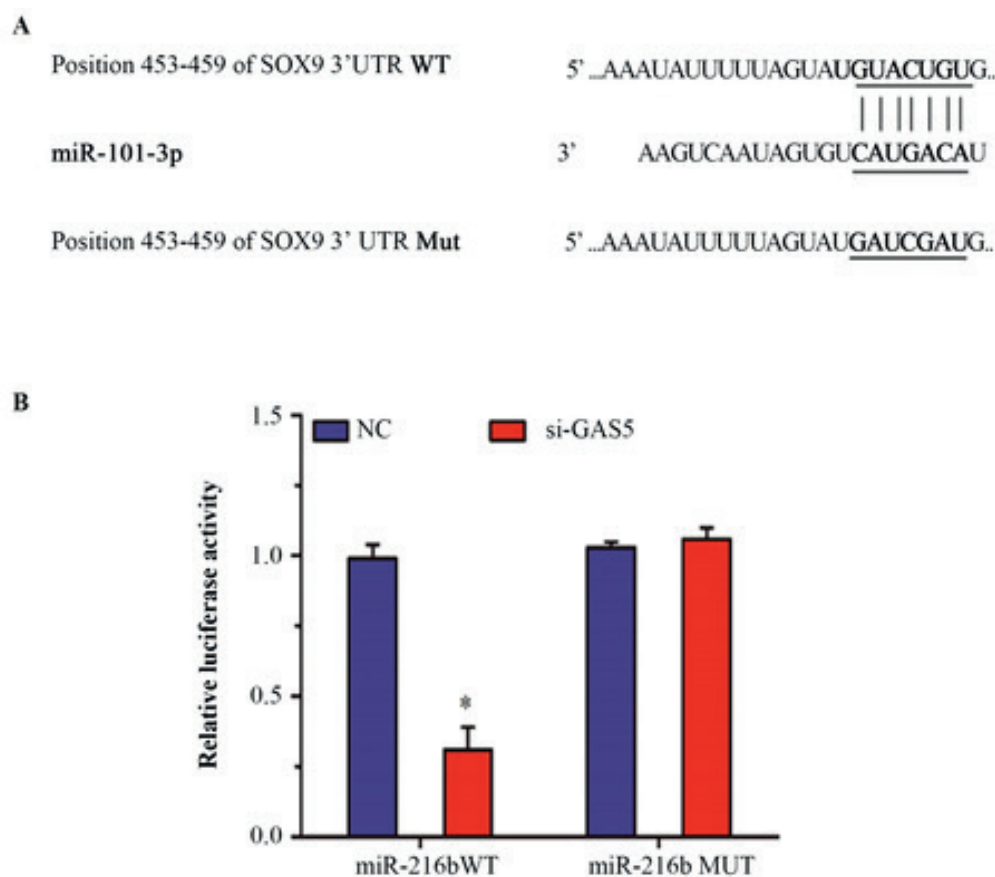 A
Position 453-459 of SOX9 3’UTR WT 5’ ...AAAUAUUUUUAGUAUGUACUGUG..
miR-101-3p 3’ AAGUCAAUAGUGUCAUGACAU
Position 453-459 of SOX9 3’ UTR Mut 5’ ...AAAUAUUUUUAGUAUGAUCGAUG..
B
1.5
NC si-GAS5
1.0
0.5
0.0
Relative luciferase activity
*
miR-216bWT miR-216b MUT